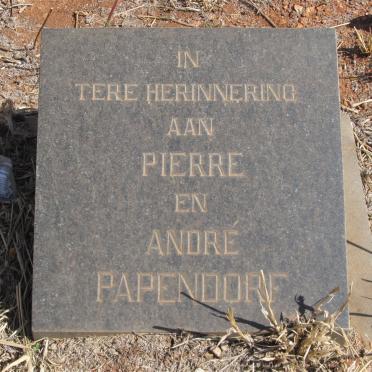 IN
TERE HERINNERING
AAN
PIERRE
EN
ANDRÉ
PAPENDORF